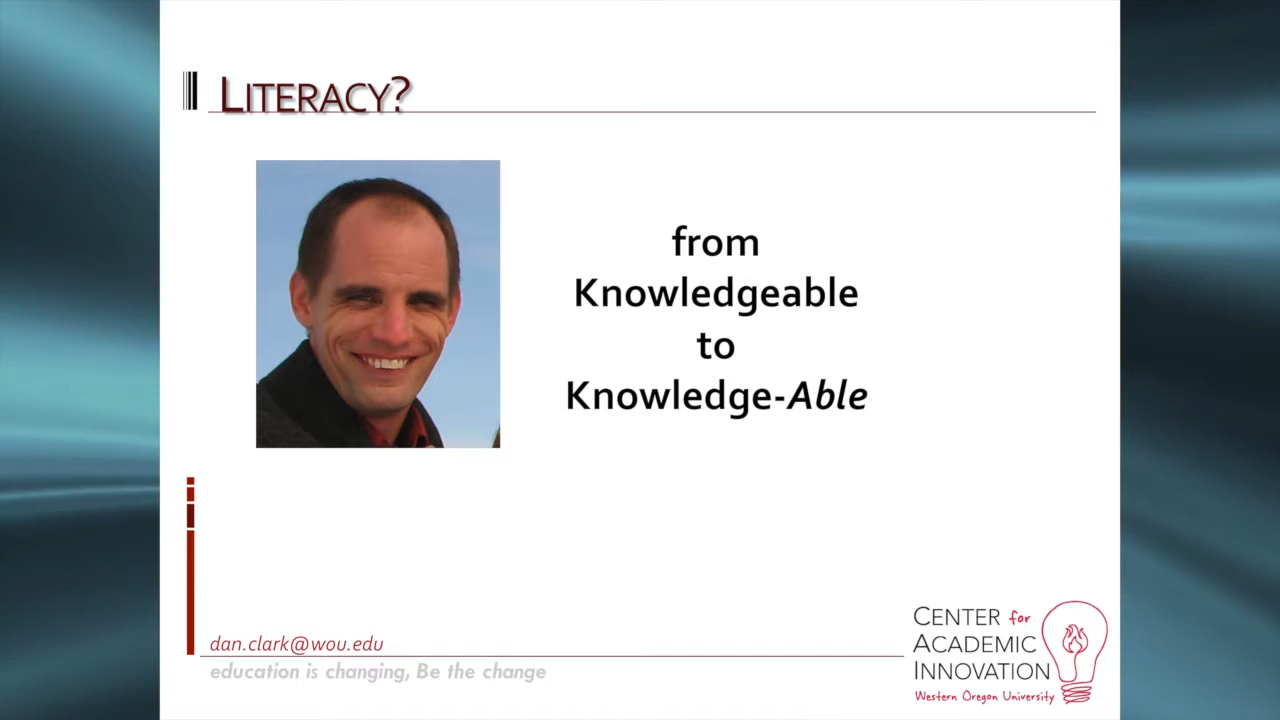 LITERACY?
from
Knowledgeable
to
Knowledge-Able
dan.clark@wou.edu
education is changing, Be the change
CENTER for
ACADEMIC
INNOVATION
Western Oregon University